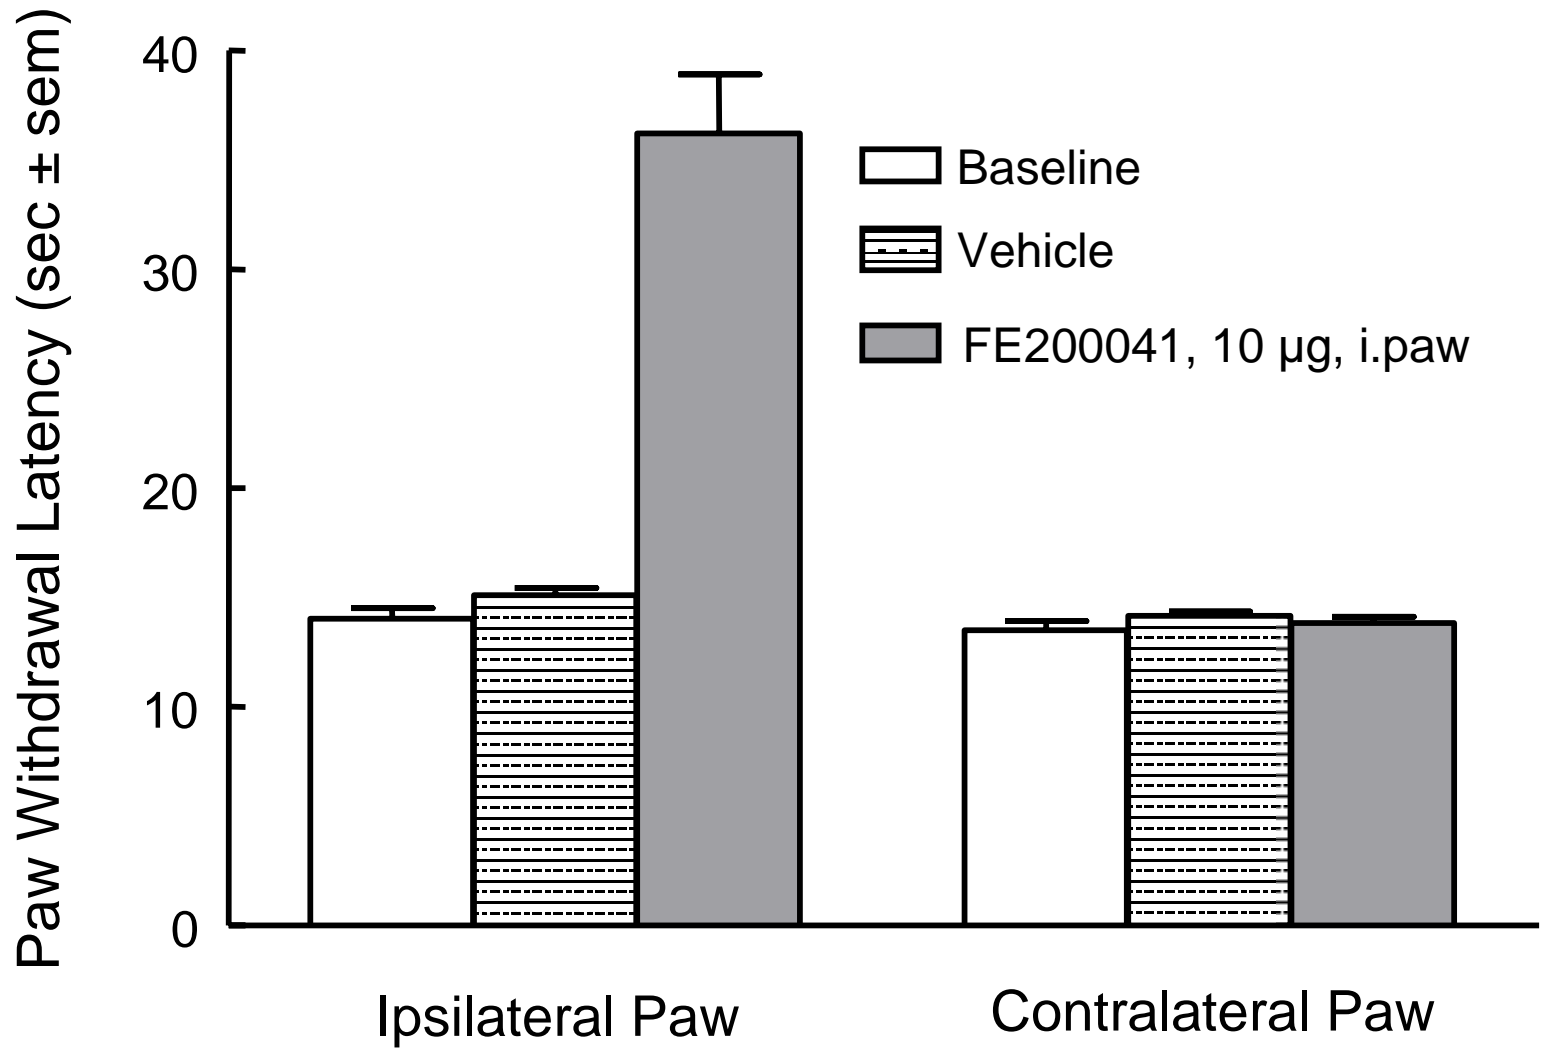 Paw Withdrawal Latency (sec ± sem)
40
30
20
10
0
Baseline
Vehicle
FE200041, 10 µg, i.paw
Ipsilateral Paw
Contralateral Paw